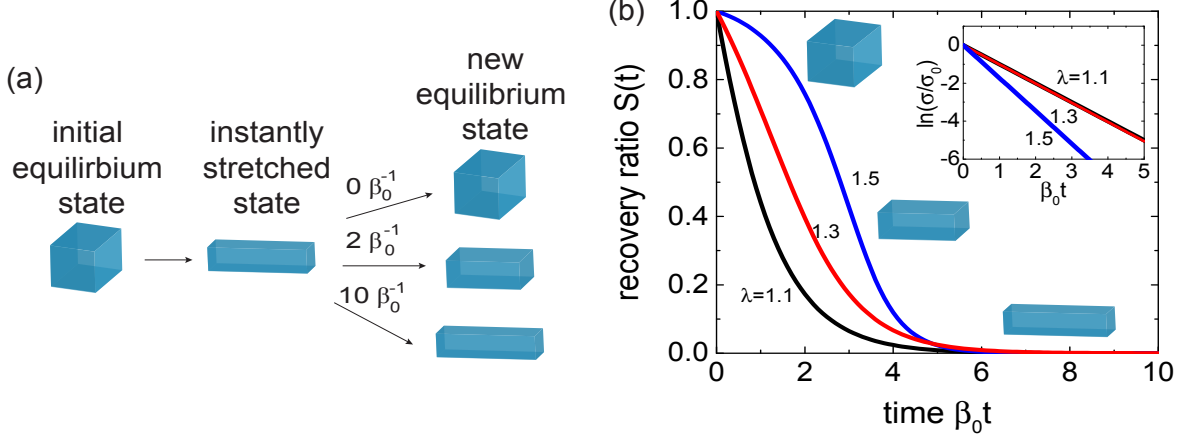 (a)
initial
equilirbium
state
instantly
stretched
state
new
equilibrium
state
0 β₀⁻¹
2 β₀⁻¹
10 β₀⁻¹
(b)
recovery ratio S(t)
1.0
0.8
0.6
0.4
0.2
0.0
0 2 4 6 8 10
time β₀t
λ=1.1
1.3
1.5
ln(σ/σ₀)
0
-2
-4
-6
0 1 2 3 4 5
β₀t
λ=1.1
1.3
1.5